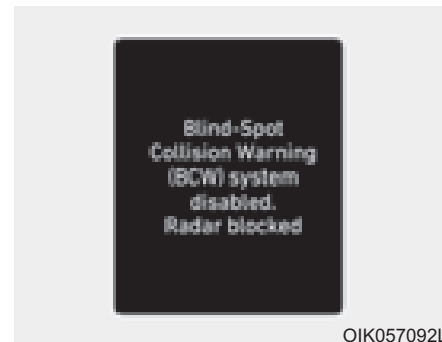 Blind-Spot
Collision Warning
(BCW) system
disabled.
Radar blocked
OIK057092L